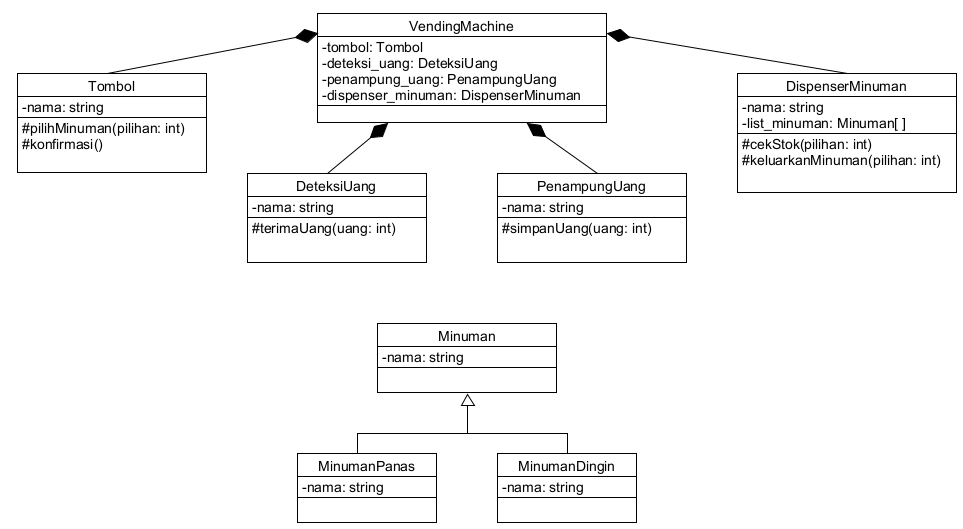 VendingMachine
-tombol: Tombol
-deteksi_uang: DeteksiUang
-penampung_uang: PenampungUang
-dispenser_minuman: DispenserMinuman
Tombol
-nama: string
#pilihMinuman(pilihan: int)
#konfirmasi()
DispenserMinuman
-nama: string
-list_minuman: Minuman[ ]
#cekStok(pilihan: int)
#keluarkanMinuman(pilihan: int)
DeteksiUang
-nama: string
#terimaUang(uang: int)
PenampungUang
-nama: string
#simpanUang(uang: int)
Minuman
-nama: string
MinumanPanas
-nama: string
MinumanDingin
-nama: string